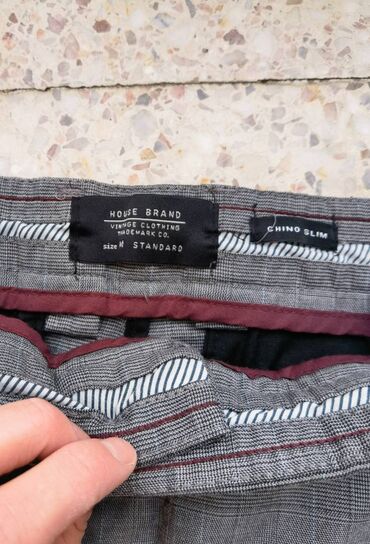 HOUSE BRAND
VINTAGE CLOTHING
TRADEMARK CO.
size M STANDARD
CHINO SLIM